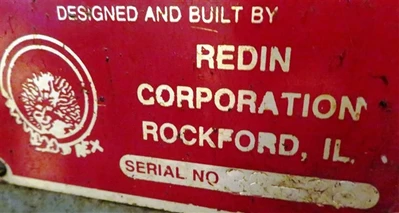 DESIGNED AND BUILT BY
REDIN
CORPORATION
ROCKFORD, IL.
SERIAL NO